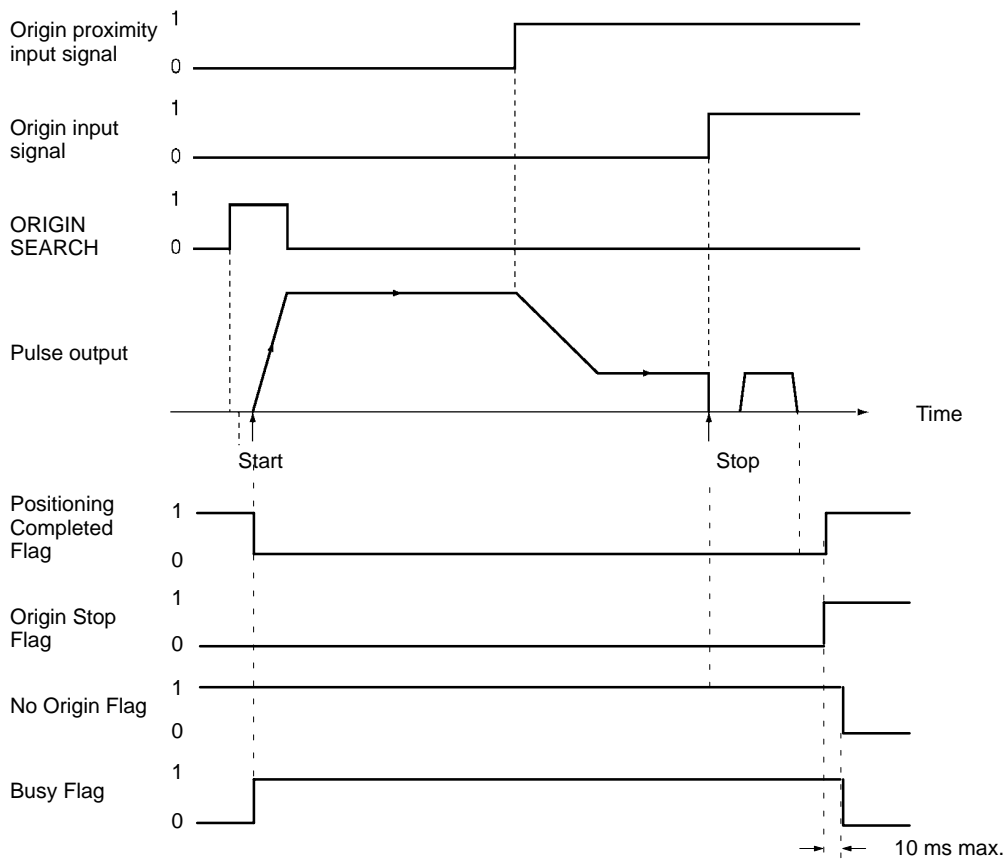 Origin proximity
input signal
1
0
Origin input
signal
1
0
ORIGIN
SEARCH
1
0
Pulse output
Time
Start
Stop
Positioning
Completed
Flag
1
0
Origin Stop
Flag
1
0
No Origin Flag
1
0
Busy Flag
1
0
10 ms max.